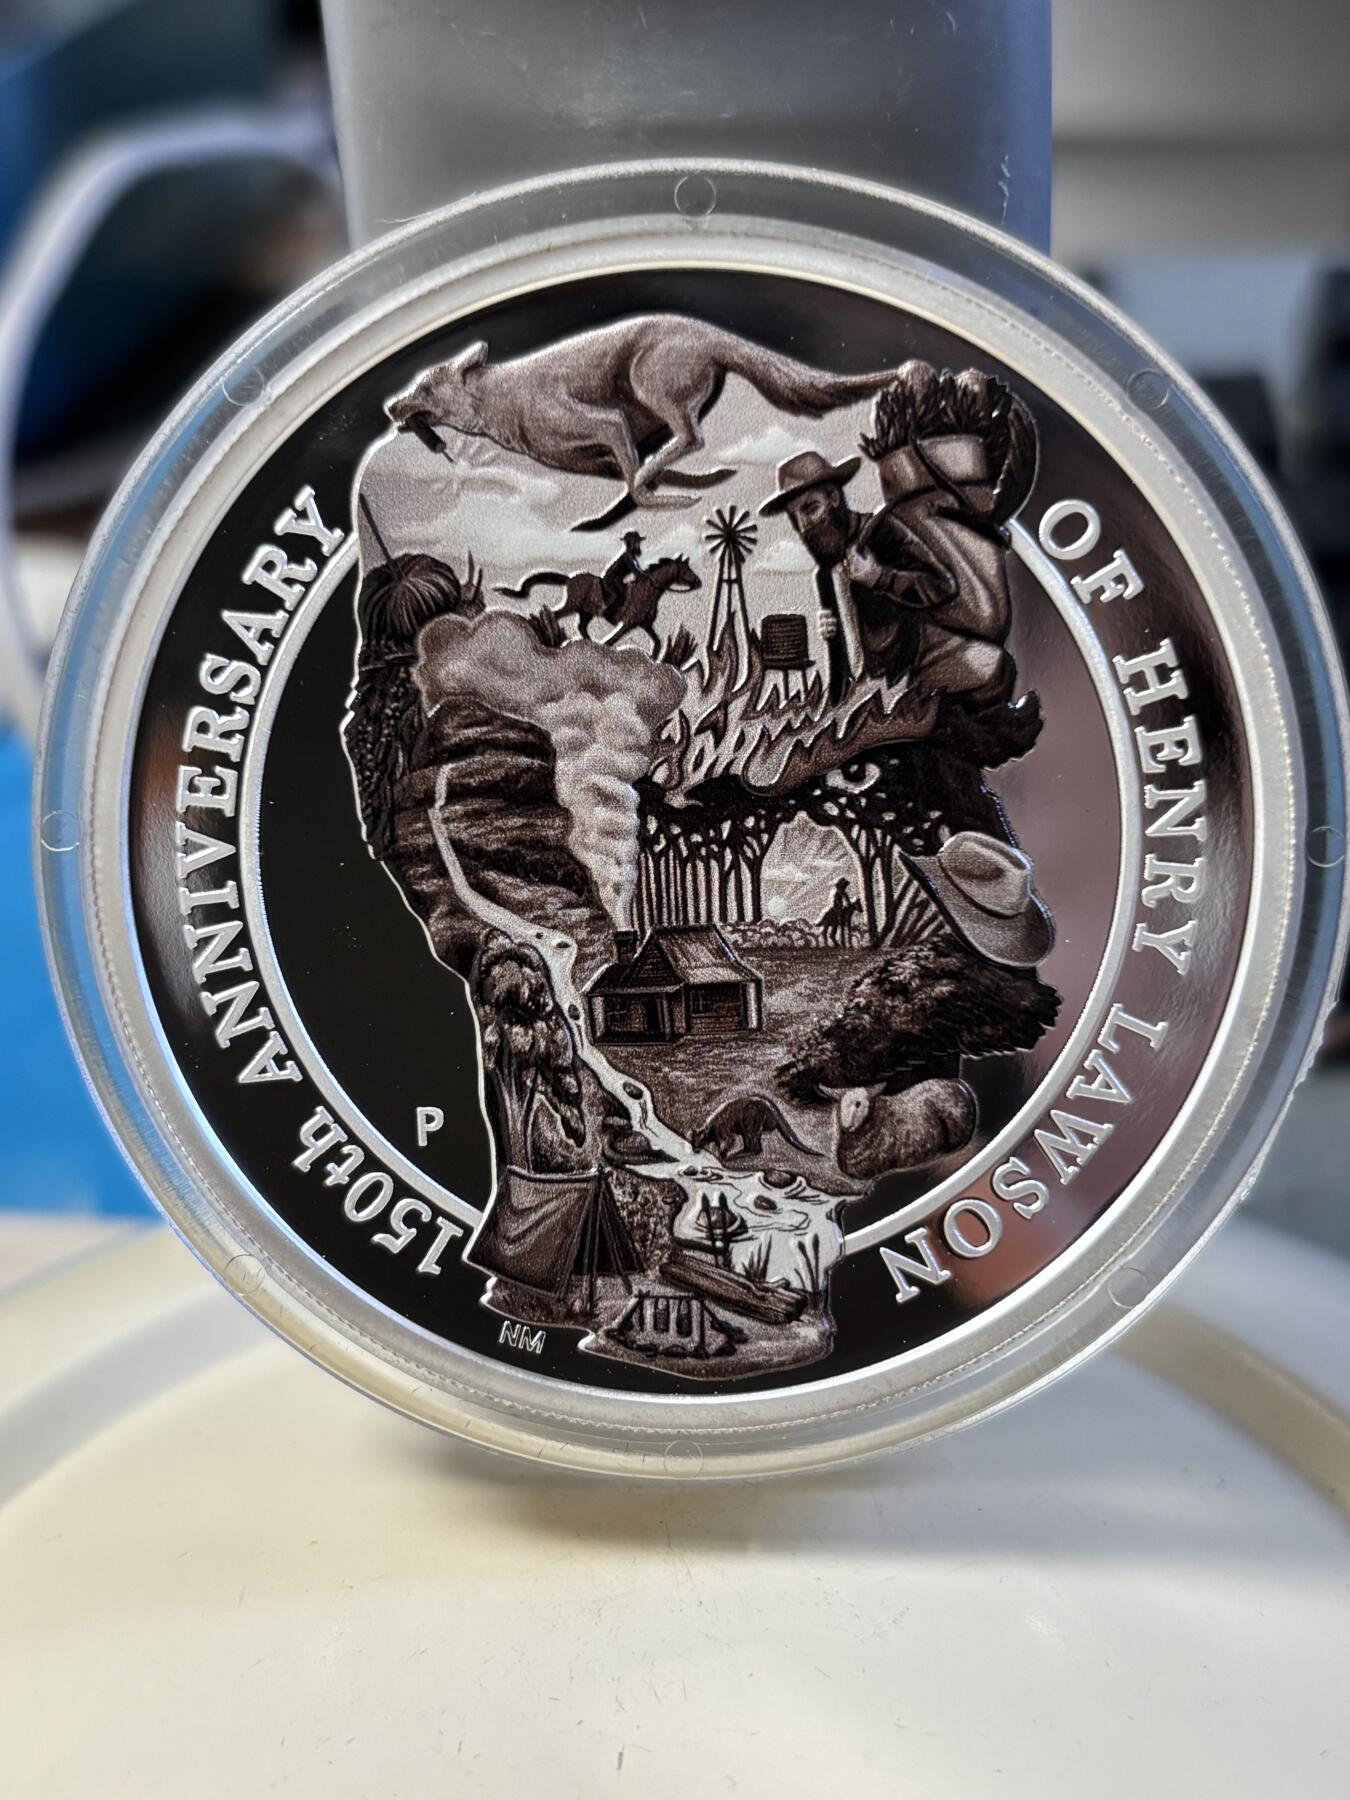 150th ANNIVERSARY
OF HENRY LAWSON
P
NM